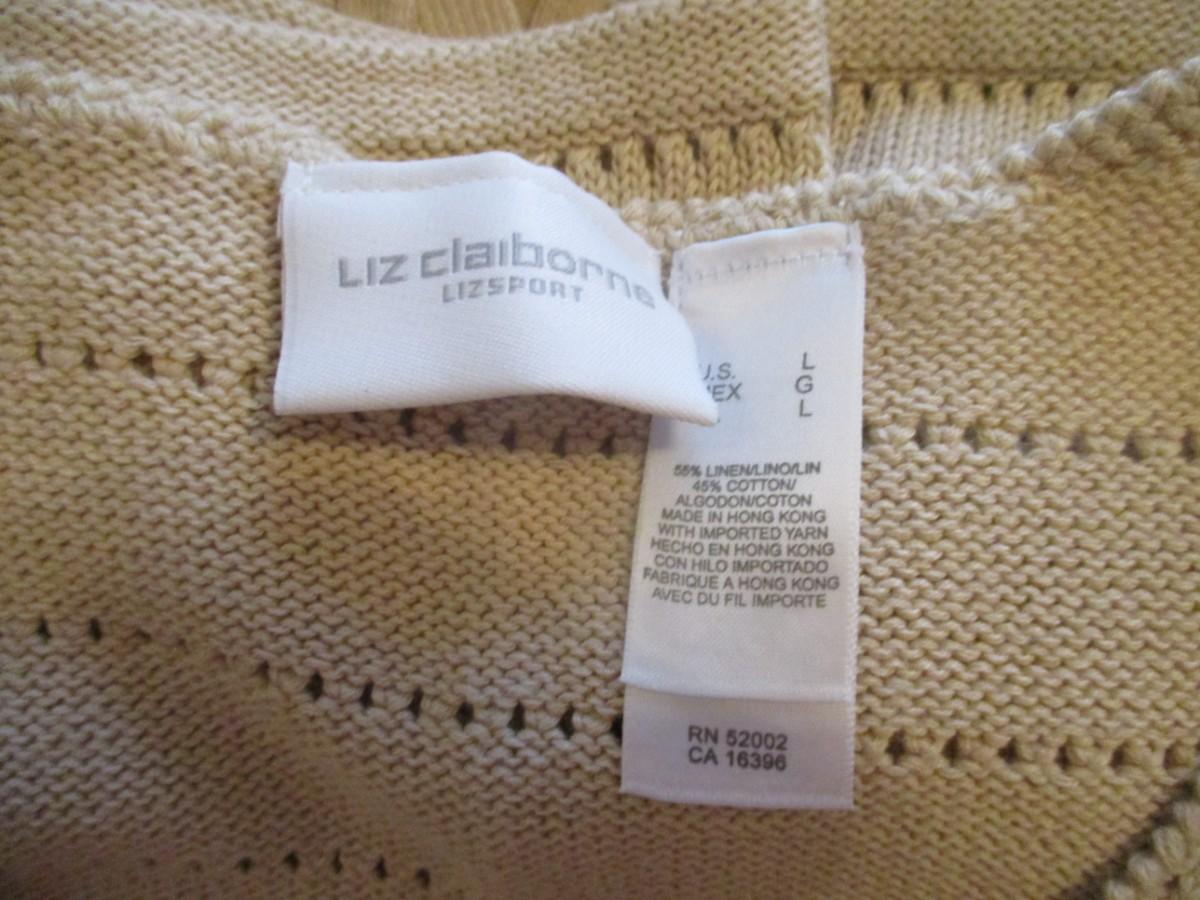 LIZ claiborne
LIZSPORT
U.S. L
MEX G
L
55% LINEN/LINO/LIN
45% COTTON/
ALGODON/COTON
MADE IN HONG KONG
WITH IMPORTED YARN
HECHO EN HONG KONG
CON HILO IMPORTADO
FABRIQUE A HONG KONG
AVEC DU FIL IMPORTE
RN 52002
CA 16396